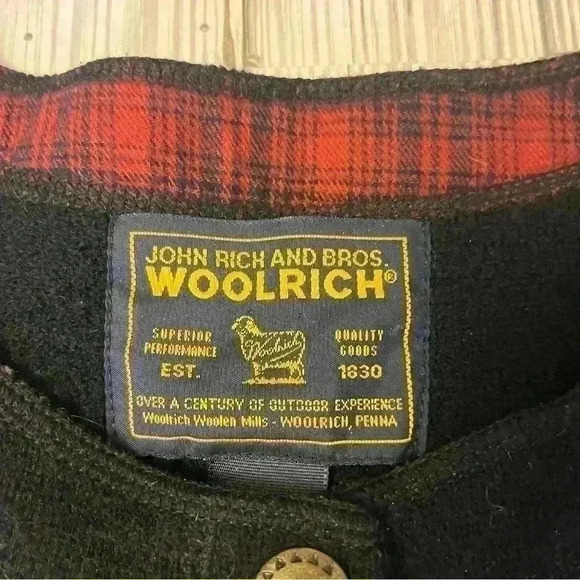 JOHN RICH AND BROS.
WOOLRICH®
SUPERIOR PERFORMANCE
Woolrich
QUALITY GOODS
EST. 1830
OVER A CENTURY OF OUTDOOR EXPERIENCE
Woolrich Woolen Mills - WOOLRICH, PENNA